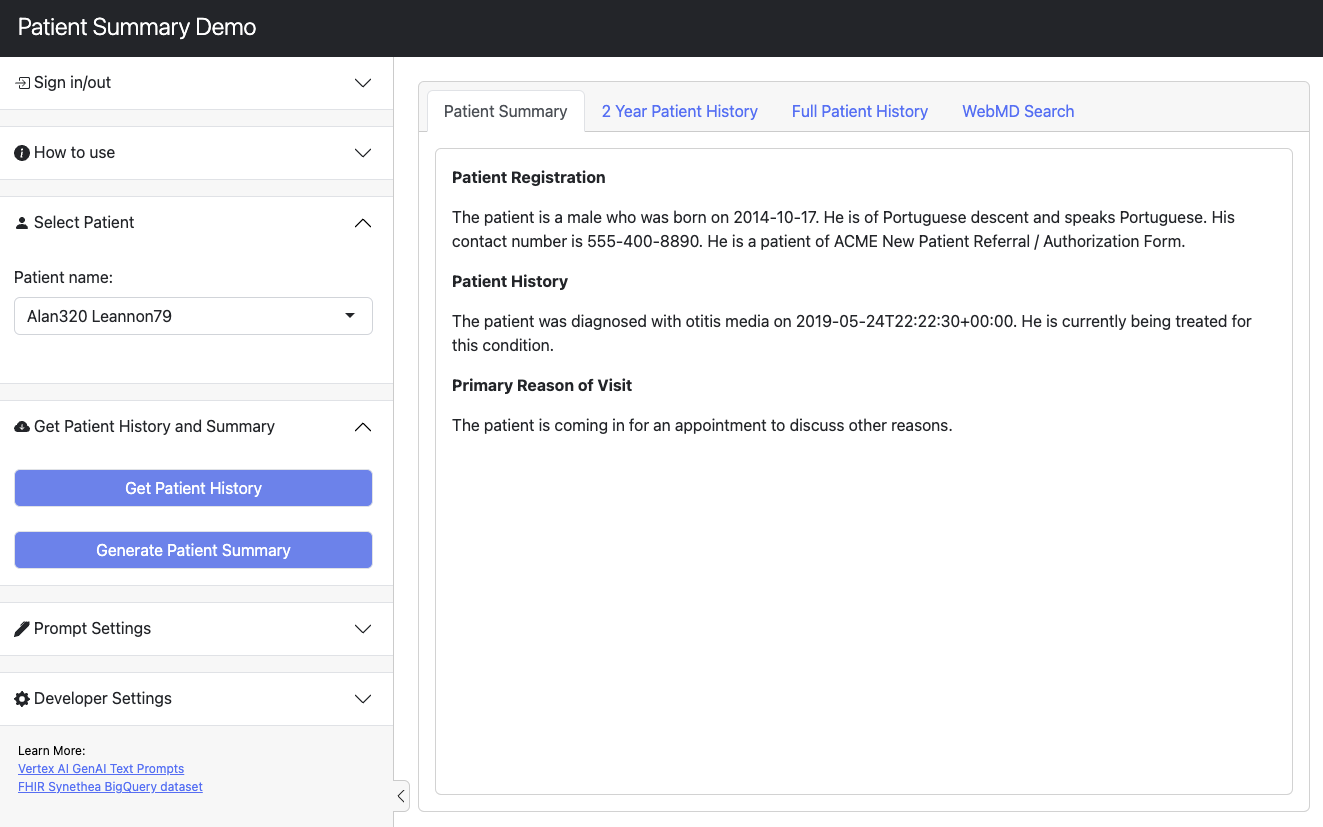 Patient Summary Demo
Sign in/out
How to use
Select Patient
Patient name:
Alan320 Leannon79
Get Patient History and Summary
Get Patient History
Generate Patient Summary
Prompt Settings
Developer Settings
Learn More:
Vertex AI GenAI Text Prompts
FHIR Synethea BigQuery dataset
Patient Summary
2 Year Patient History
Full Patient History
WebMD Search
Patient Registration
The patient is a male who was born on 2014-10-17. He is of Portuguese descent and speaks Portuguese. His
contact number is 555-400-8890. He is a patient of ACME New Patient Referral / Authorization Form.
Patient History
The patient was diagnosed with otitis media on 2019-05-24T22:22:30+00:00. He is currently being treated for
this condition.
Primary Reason of Visit
The patient is coming in for an appointment to discuss other reasons.